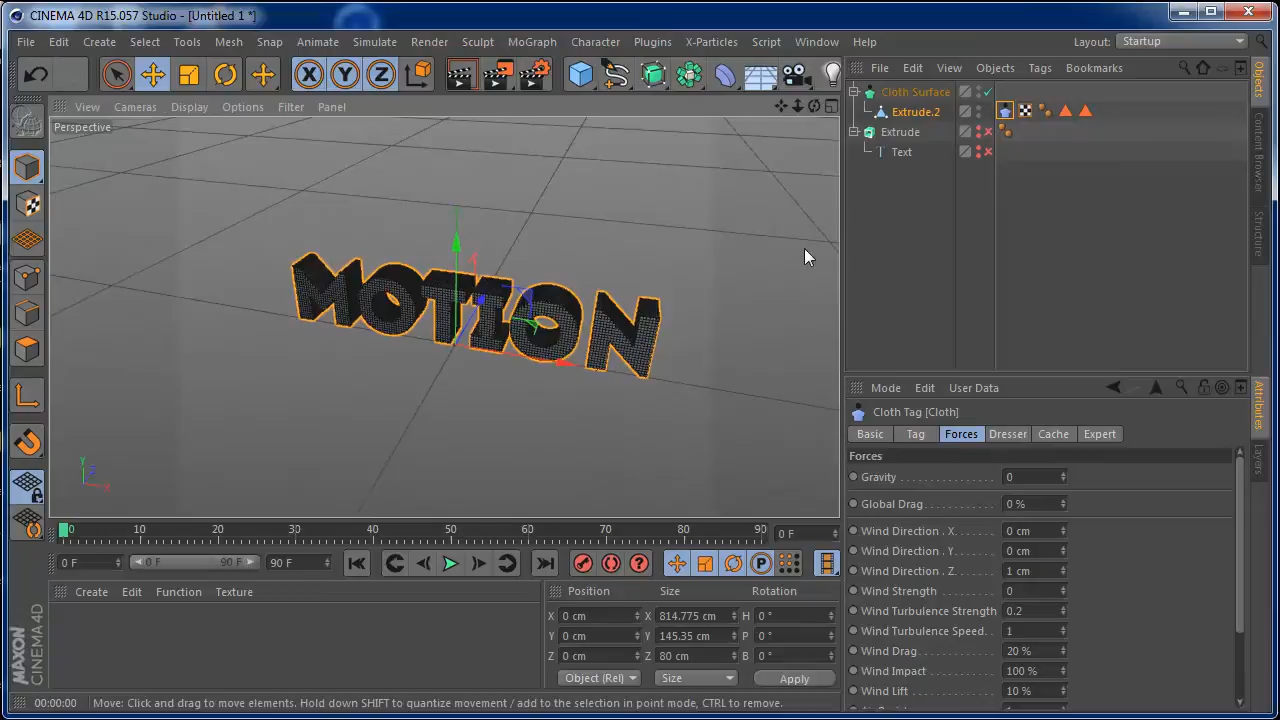 CINEMA 4D R15.057 Studio - [Untitled 1 *]
File Edit Create Select Tools Mesh Snap Animate Simulate Render Sculpt MoGraph Character Plugins X-Particles Script Window Help Layout: Startup
X Y Z
File Edit View Objects Tags Bookmarks
View Cameras Display Options Filter Panel
Perspective
Cloth Surface
Extrude.2
Extrude
Text
Objects
Content Browser
Structure
MOTION
Y Z X
Mode Edit User Data
Cloth Tag [Cloth]
Basic Tag Forces Dresser Cache Expert
Forces
Gravity 0
Global Drag 0 %
Wind Direction . X 0 cm
Wind Direction . Y 0 cm
Wind Direction . Z 1 cm
Wind Strength 0
Wind Turbulence Strength 0.2
Wind Turbulence Speed 1
Wind Drag 20 %
Wind Impact 100 %
Wind Lift 10 %
Attributes
Layers
0 10 20 30 40 50 60 70 80 90 0 F
0 F 0 F 90 F 90 F
P
Create Edit Function Texture
Position Size Rotation
X 0 cm X 814.775 cm H 0 °
Y 0 cm Y 145.35 cm P 0 °
Z 0 cm Z 80 cm B 0 °
Object (Rel) Size Apply
MAXON CINEMA 4D
00:00:00 Move: Click and drag to move elements. Hold down SHIFT to quantize movement / add to the selection in point mode, CTRL to remove.